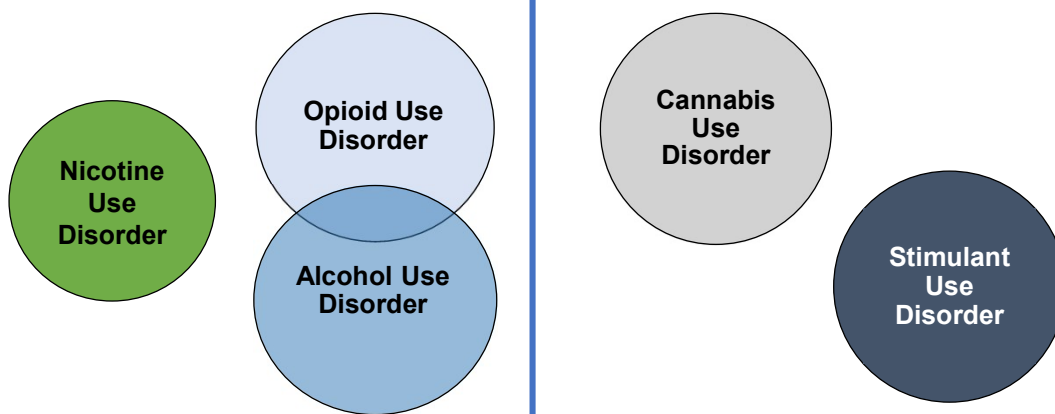 Nicotine
Use
Disorder
Opioid Use
Disorder
Alcohol Use
Disorder
Cannabis
Use
Disorder
Stimulant
Use
Disorder